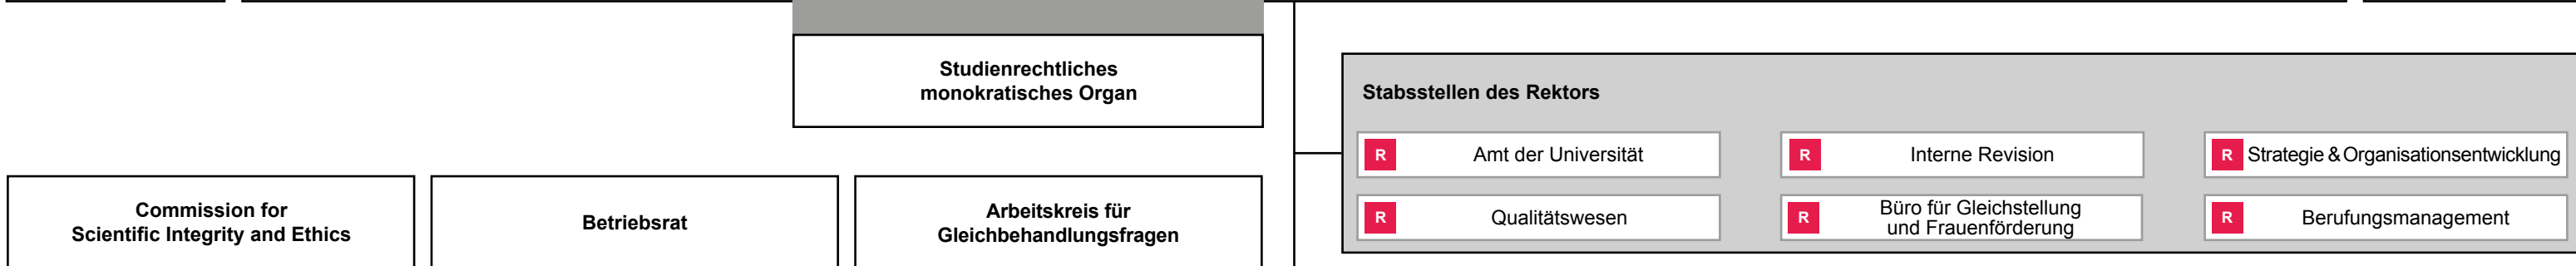 Studienrechtliches
monokratisches Organ
Commission for
Scientific Integrity and Ethics
Betriebsrat
Arbeitskreis für
Gleichbehandlungsfragen
Stabsstellen des Rektors
R Amt der Universität
R Interne Revision
R Strategie & Organisationsentwicklung
R Qualitätswesen
R Büro für Gleichstellung
und Frauenförderung
R Berufungsmanagement